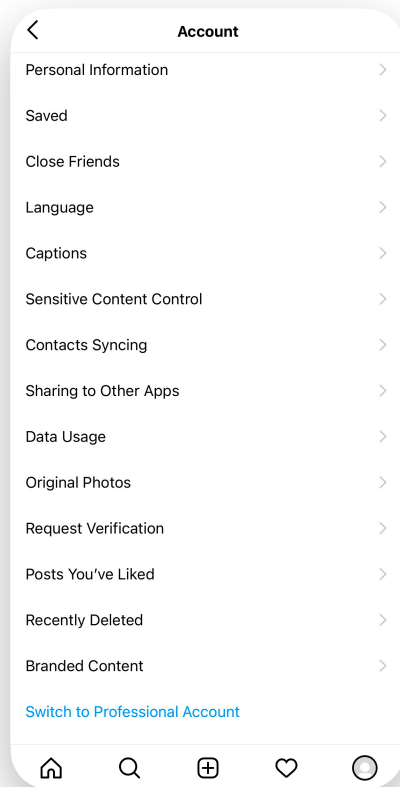 Account
Personal Information
Saved
Close Friends
Language
Captions
Sensitive Content Control
Contacts Syncing
Sharing to Other Apps
Data Usage
Original Photos
Request Verification
Posts You’ve Liked
Recently Deleted
Branded Content
Switch to Professional Account